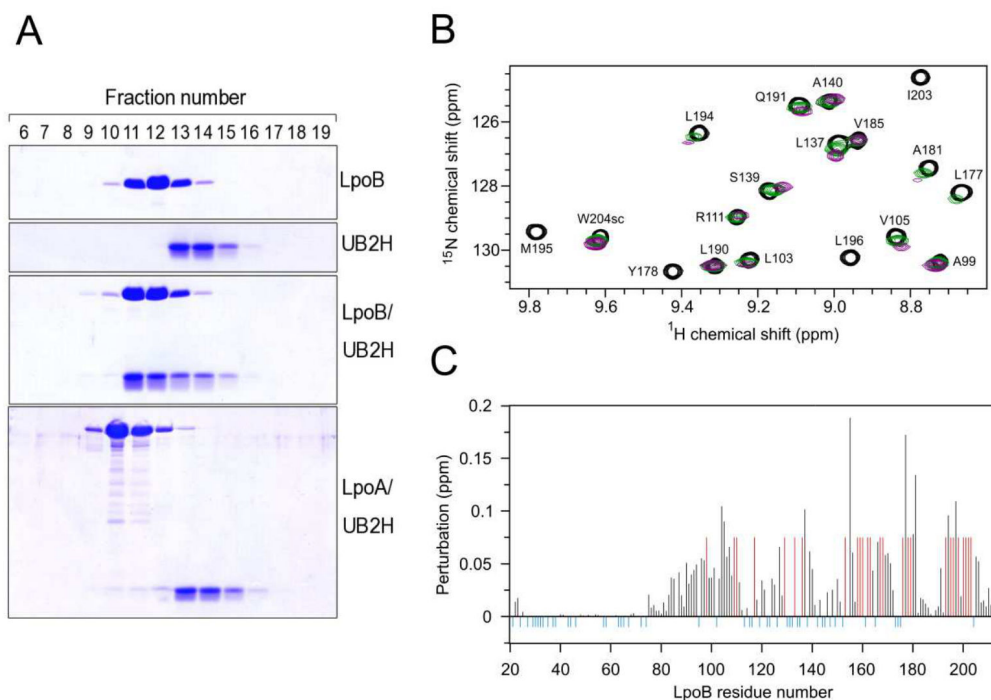 A
Fraction number
6 7 8 9 10 11 12 13 14 15 16 17 18 19
LpoB
UB2H
LpoB/
UB2H
LpoA/
UB2H
B
126
128
130
15N chemical shift (ppm)
A140
I203
Q191
L194
V185
L137
A181
L177
S139
R111
V105
W204sc
M195
L190
L103
L196
Y178
A99
9.8 9.6 9.4 9.2 9.0 8.8
1H chemical shift (ppm)
C
0.2
0.15
0.1
0.05
0
Perturbation (ppm)
20 40 60 80 100 120 140 160 180 200
LpoB residue number